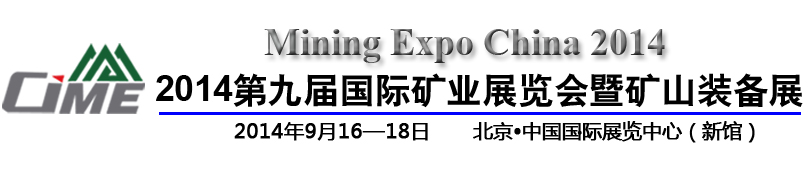 CIME
Mining Expo China 2014
2014第九届国际矿业展览会暨矿山装备展
2014年9月16—18日 北京•中国国际展览中心（新馆）